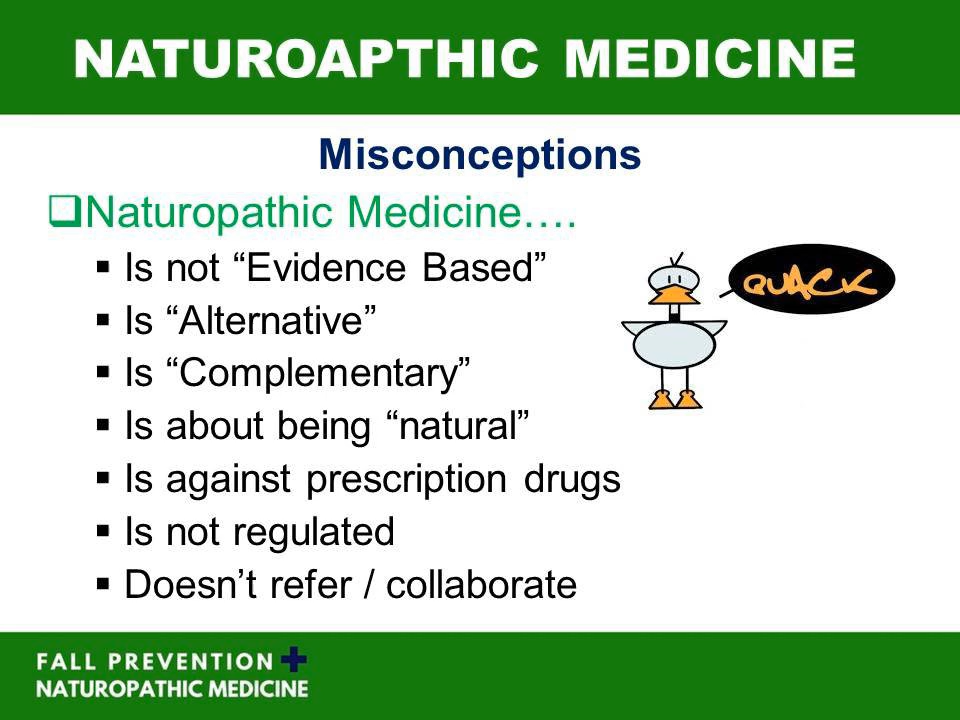 NATUROAPTHIC MEDICINE
Misconceptions
Naturopathic Medicine….
Is not “Evidence Based”
Is “Alternative”
Is “Complementary”
Is about being “natural”
Is against prescription drugs
Is not regulated
Doesn’t refer / collaborate
QUACK
FALL PREVENTION +
NATUROPATHIC MEDICINE